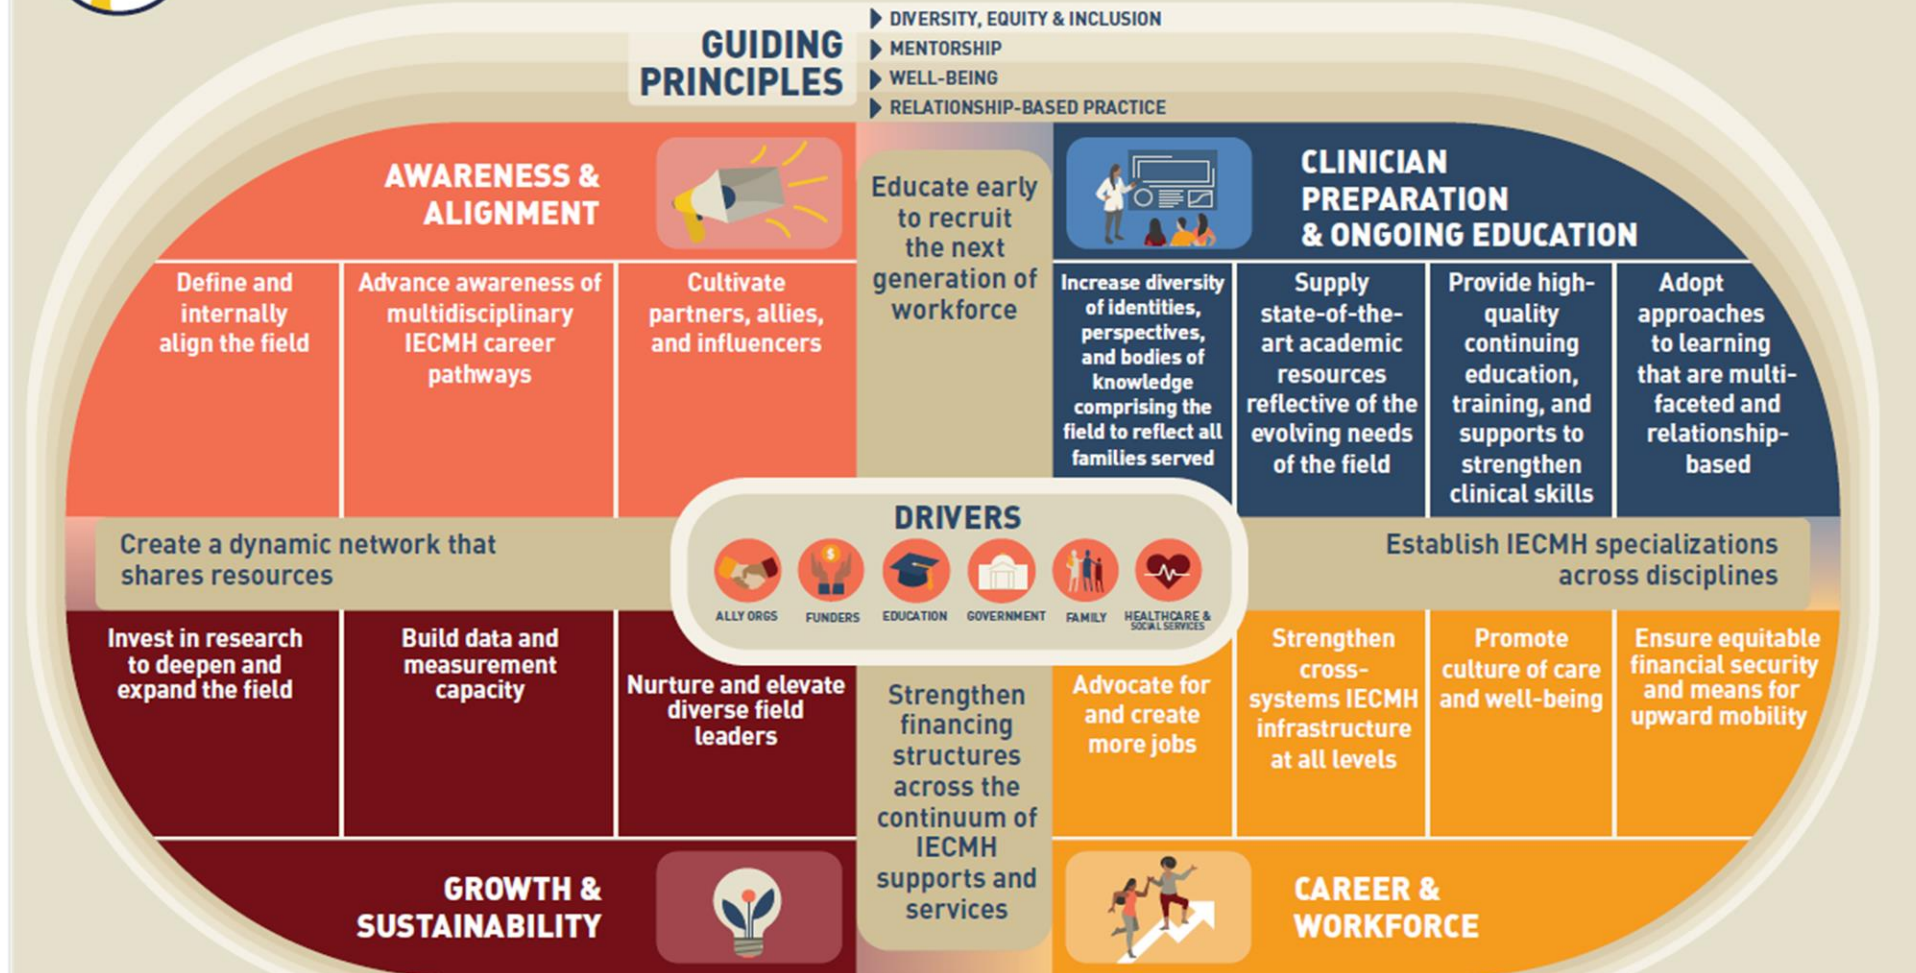 GUIDING
PRINCIPLES
DIVERSITY, EQUITY & INCLUSION
MENTORSHIP
WELL-BEING
RELATIONSHIP-BASED PRACTICE
AWARENESS &
ALIGNMENT
Define and
internally
align the field
Advance awareness of
multidisciplinary
IECMH career
pathways
Cultivate
partners, allies,
and influencers
Educate early
to recruit
the next
generation of
workforce
CLINICIAN
PREPARATION
& ONGOING EDUCATION
Increase diversity
of identities,
perspectives,
and bodies of
knowledge
comprising the
field to reflect all
families served
Supply
state-of-the-
art academic
resources
reflective of the
evolving needs
of the field
Provide high-
quality
continuing
education,
training, and
supports to
strengthen
clinical skills
Adopt
approaches
to learning
that are multi-
faceted and
relationship-
based
Create a dynamic network that
shares resources
DRIVERS
$
ALLY ORGS
FUNDERS
EDUCATION
GOVERNMENT
FAMILY
HEALTHCARE &
SOCIAL SERVICES
Establish IECMH specializations
across disciplines
Invest in research
to deepen and
expand the field
Build data and
measurement
capacity
Nurture and elevate
diverse field
leaders
GROWTH &
SUSTAINABILITY
Strengthen
financing
structures
across the
continuum of
IECMH
supports and
services
Advocate for
and create
more jobs
Strengthen
cross-
systems IECMH
infrastructure
at all levels
Promote
culture of care
and well-being
Ensure equitable
financial security
and means for
upward mobility
CAREER &
WORKFORCE